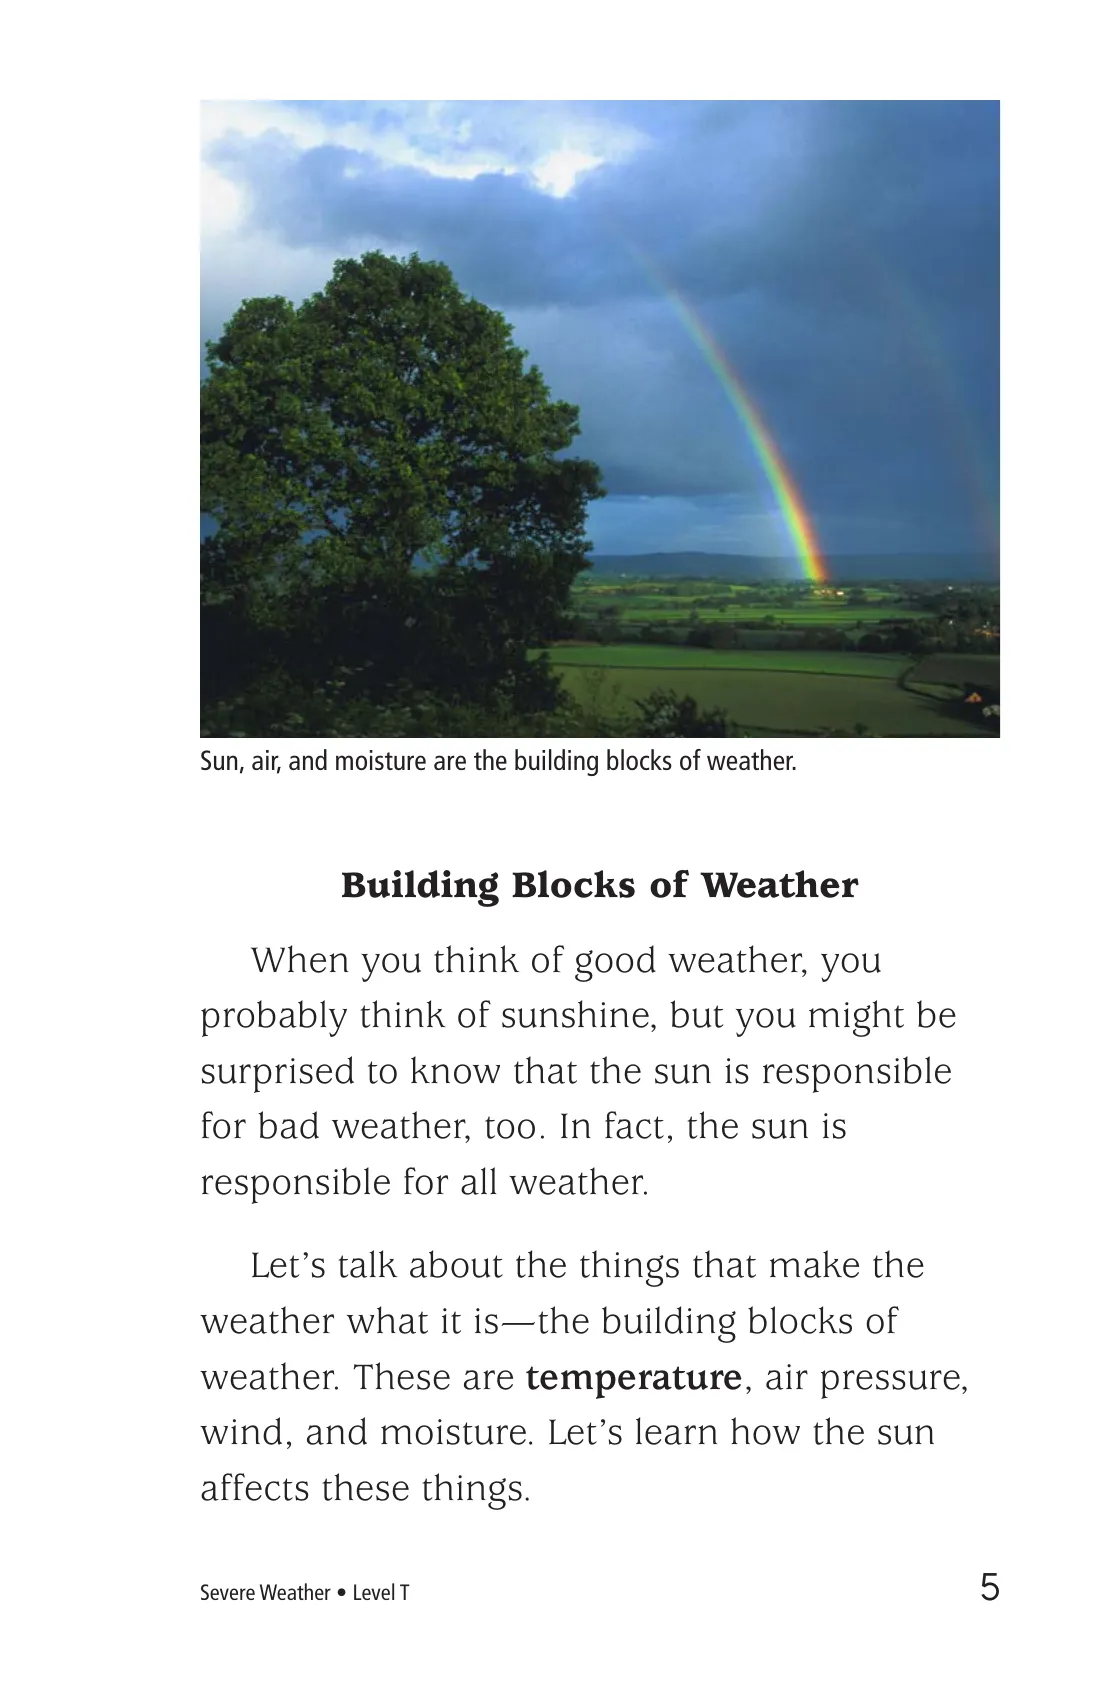 Sun, air, and moisture are the building blocks of weather.
Building Blocks of Weather
When you think of good weather, you
probably think of sunshine, but you might be
surprised to know that the sun is responsible
for bad weather, too. In fact, the sun is
responsible for all weather.
Let’s talk about the things that make the
weather what it is—the building blocks of
weather. These are temperature, air pressure,
wind, and moisture. Let’s learn how the sun
affects these things.
Severe Weather • Level T
5